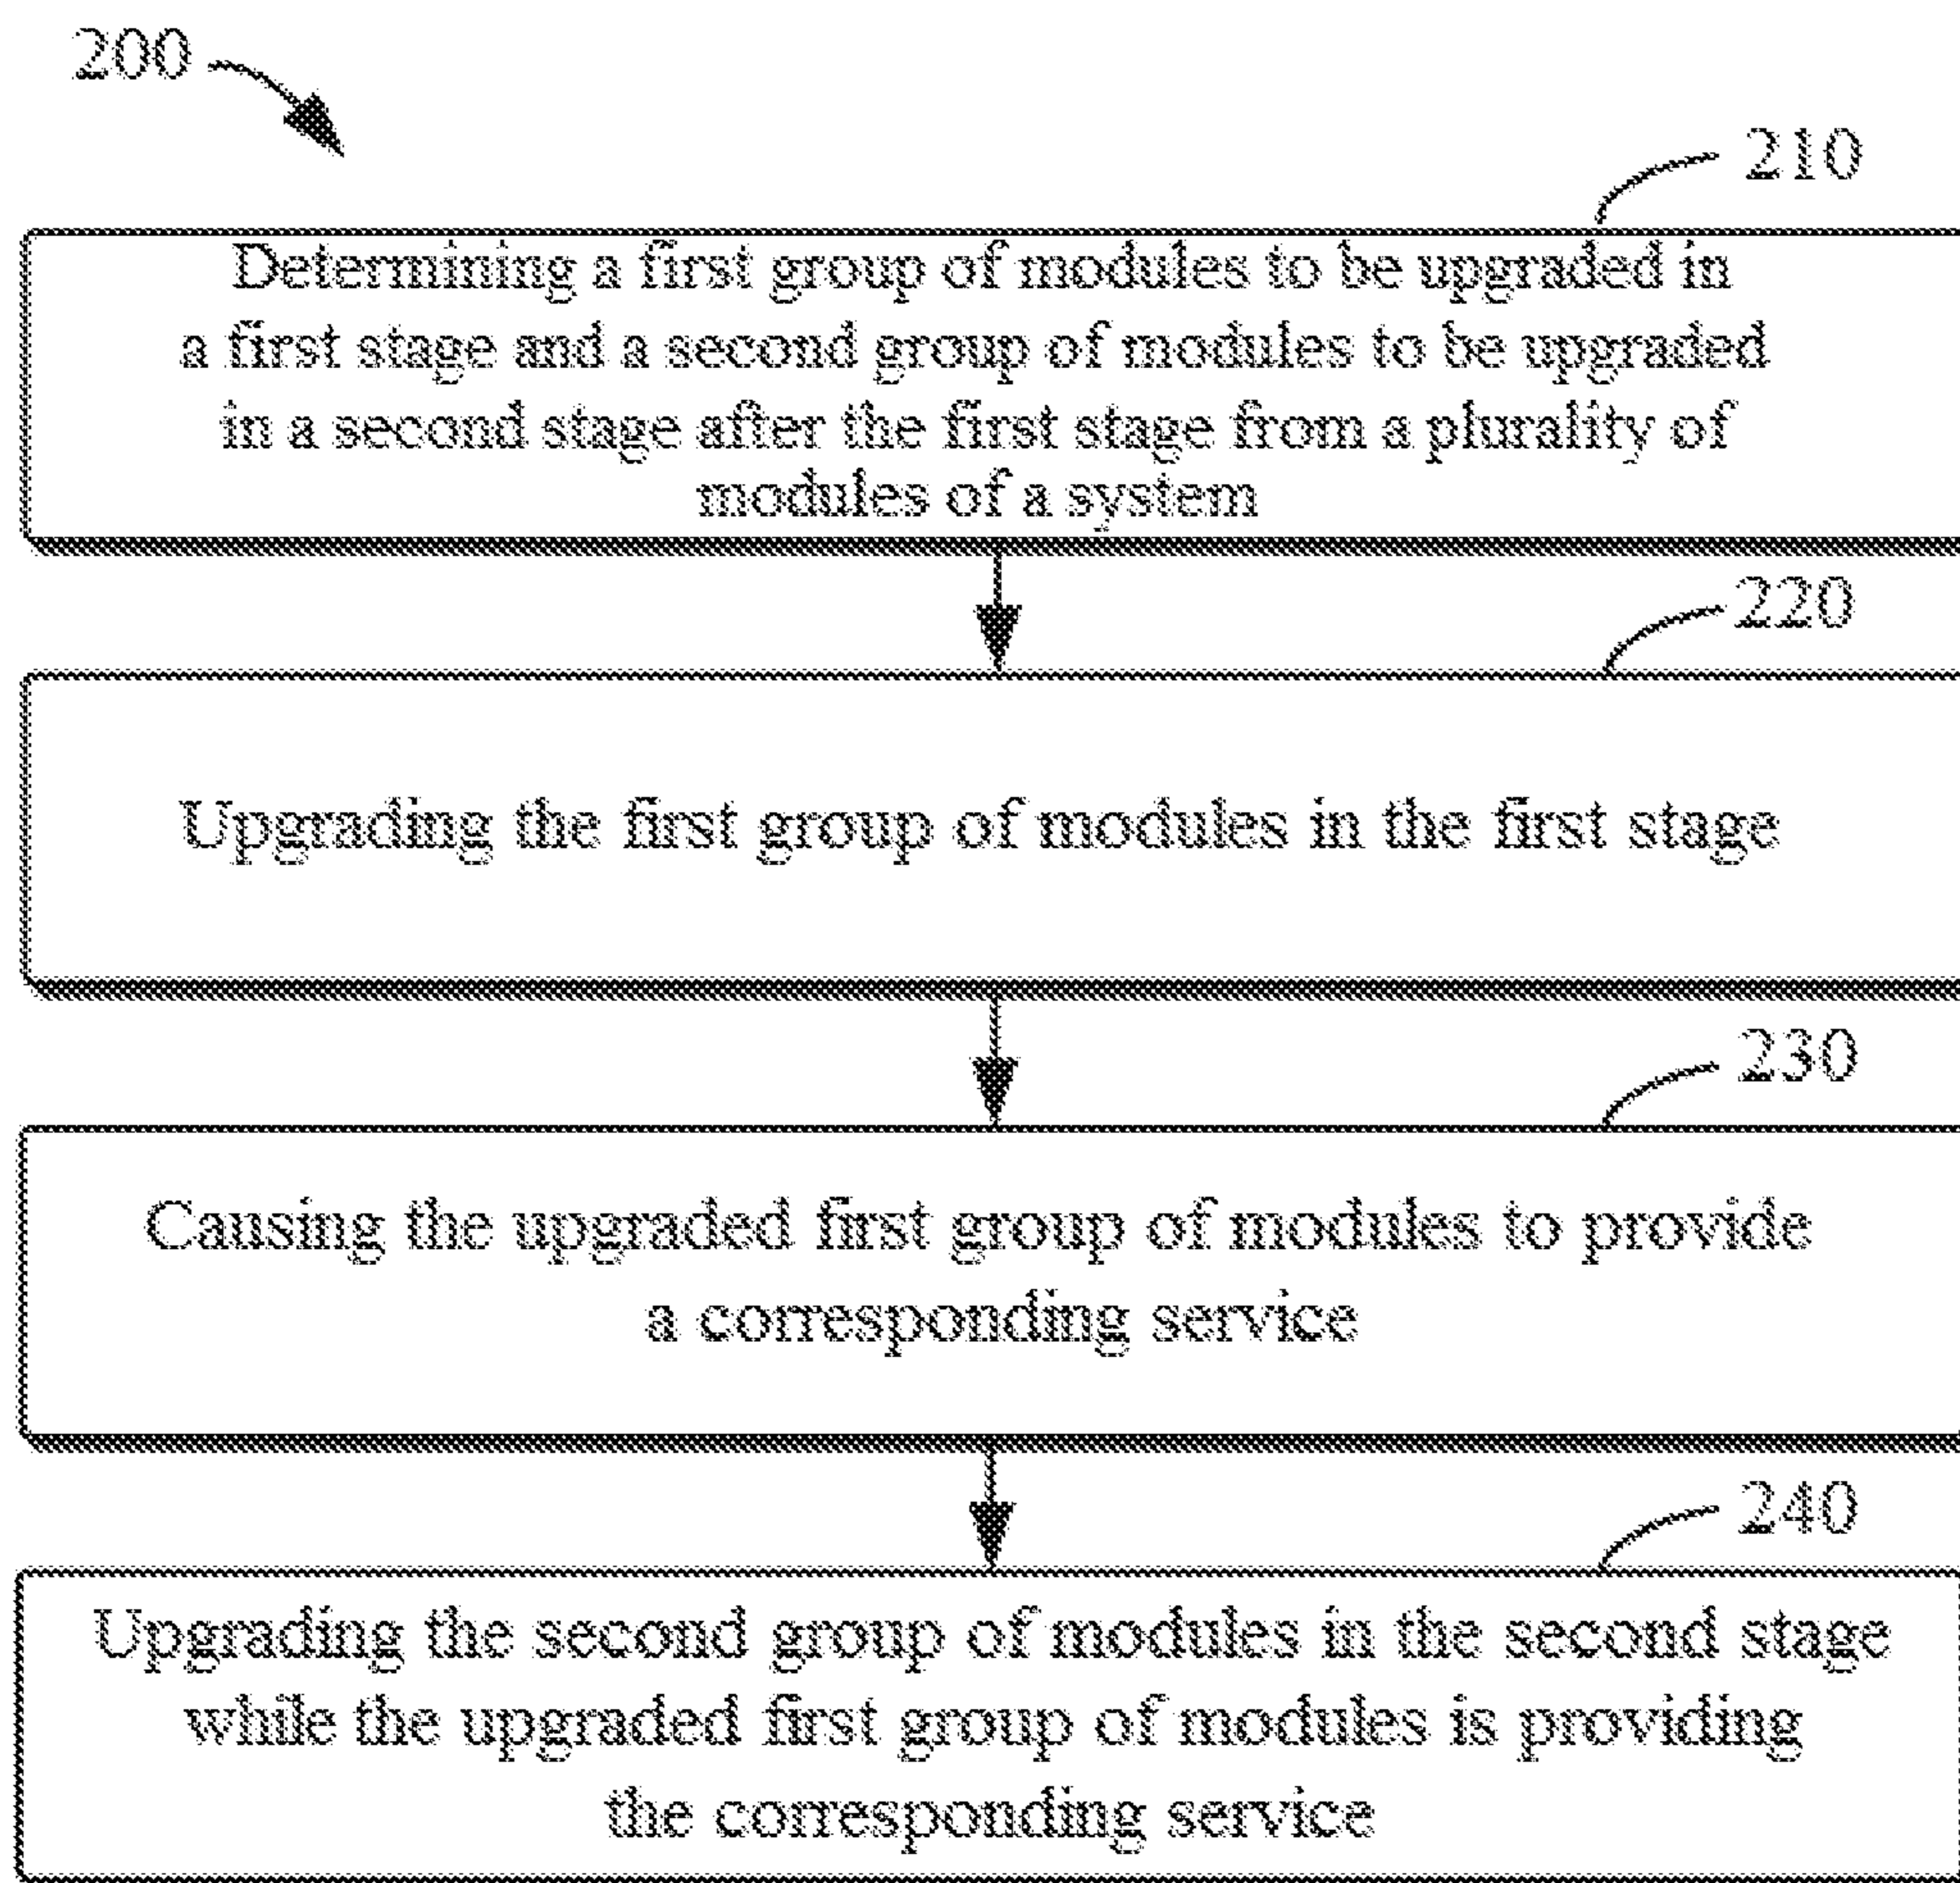 200
210
Determining a first group of modules to be upgraded in
a first stage and a second group of modules to be upgraded
in a second stage after the first stage from a plurality of
modules of a system
220
Upgrading the first group of modules in the first stage
230
Causing the upgraded first group of modules to provide
a corresponding service
240
Upgrading the second group of modules in the second stage
while the upgraded first group of modules is providing
the corresponding service